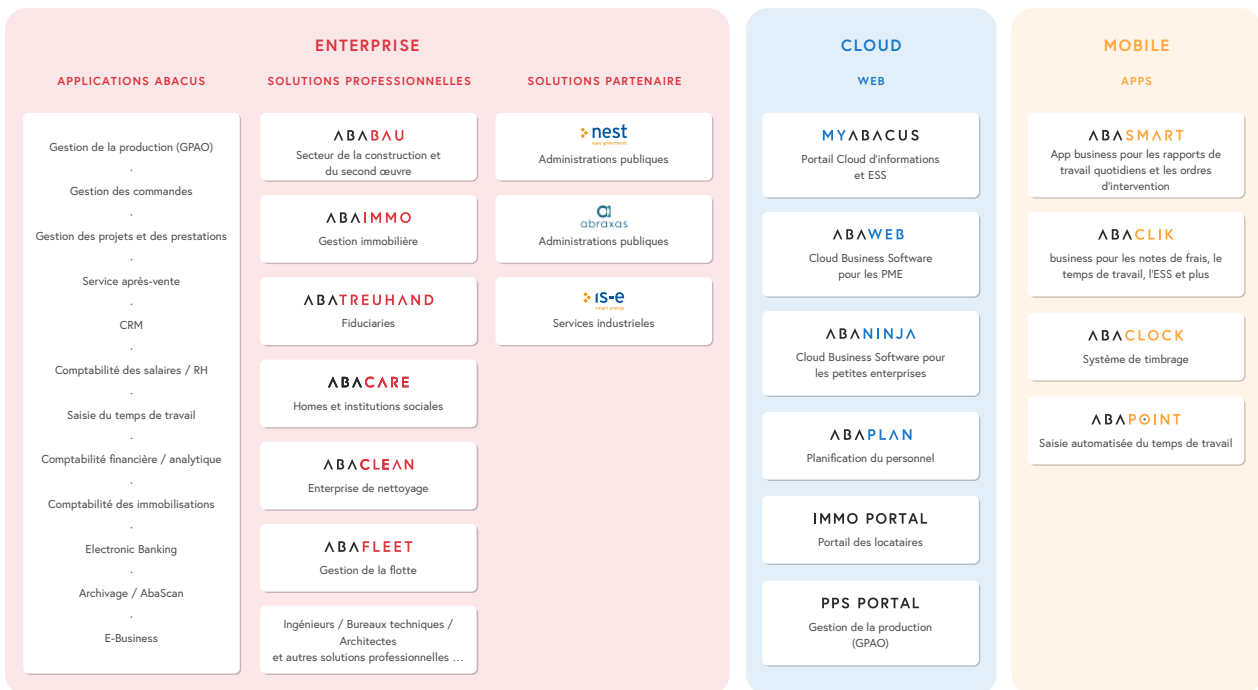 ENTERPRISE
APPLICATIONS ABACUS
Gestion de la production (GPAO)
.
Gestion des commandes
.
Gestion des projets et des prestations
.
Service après-vente
.
CRM
.
Comptabilité des salaires / RH
.
Saisie du temps de travail
.
Comptabilité financière / analytique
.
Comptabilité des immobilisations
.
Electronic Banking
.
Archivage / AbaScan
.
E-Business
SOLUTIONS PROFESSIONNELLES
ABABAU
Secteur de la construction et
du second œuvre
ABAIMMO
Gestion immobilière
ABATREUHAND
Fiduciaries
ABACARE
Homes et institutions sociales
ABACLEAN
Enterprise de nettoyage
ABAFLEET
Gestion de la flotte
Ingénieurs / Bureaux techniques /
Architectes
et autres solutions professionnelles ...
SOLUTIONS PARTENAIRE
nest
easy government
Administrations publiques
abraxas
Administrations publiques
is-e
smart energy
Services industrieles
CLOUD
WEB
MYABACUS
Portail Cloud d'informations
et ESS
ABAWEB
Cloud Business Software
pour les PME
ABANINJA
Cloud Business Software pour
les petites enterprises
ABAPLAN
Planification du personnel
IMMO PORTAL
Portail des locataires
PPS PORTAL
Gestion de la production
(GPAO)
MOBILE
APPS
ABASMART
App business pour les rapports de
travail quotidiens et les ordres
d'intervention
ABACLIK
business pour les notes de frais, le
temps de travail, l'ESS et plus
ABACLOCK
Système de timbrage
ABAPOINT
Saisie automatisée du temps de travail